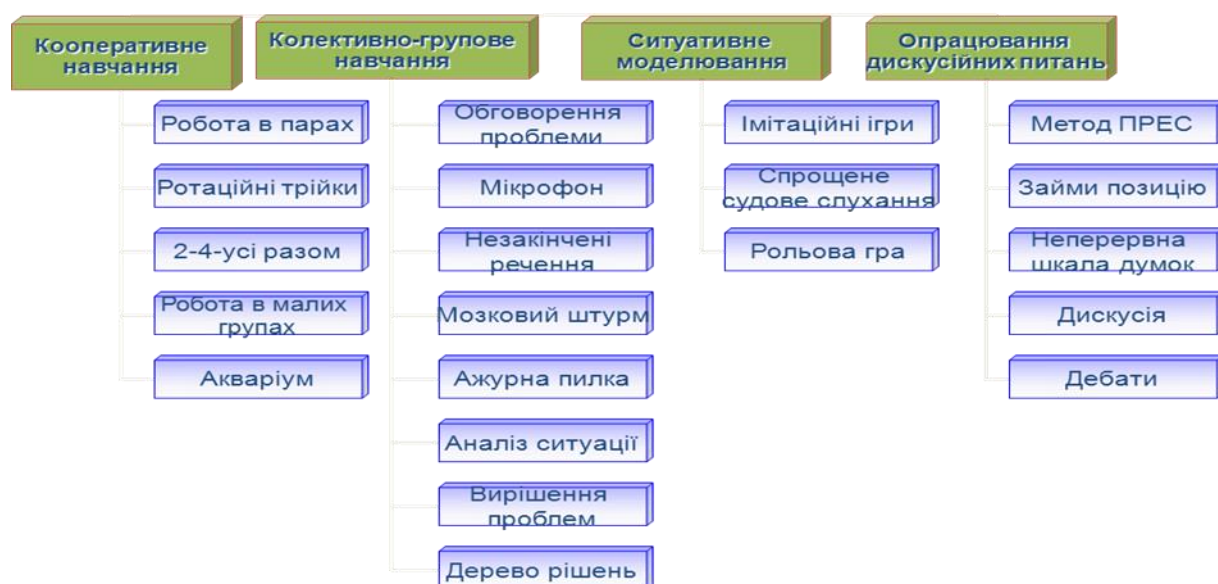 Кооперативне
навчання
Робота в парах
Ротаційні трійки
2-4-усі разом
Робота в малих
групах
Акваріум
Колективно-групове
навчання
Обговорення
проблеми
Мікрофон
Незакінчені
речення
Мозковий штурм
Ажурна пилка
Аналіз ситуації
Вирішення
проблем
Дерево рішень
Ситуативне
моделювання
Імітаційні ігри
Спрощене
судове слухання
Рольова гра
Опрацювання
дискусійних питань
Метод ПРЕС
Займи позицію
Неперервна
шкала думок
Дискусія
Дебати